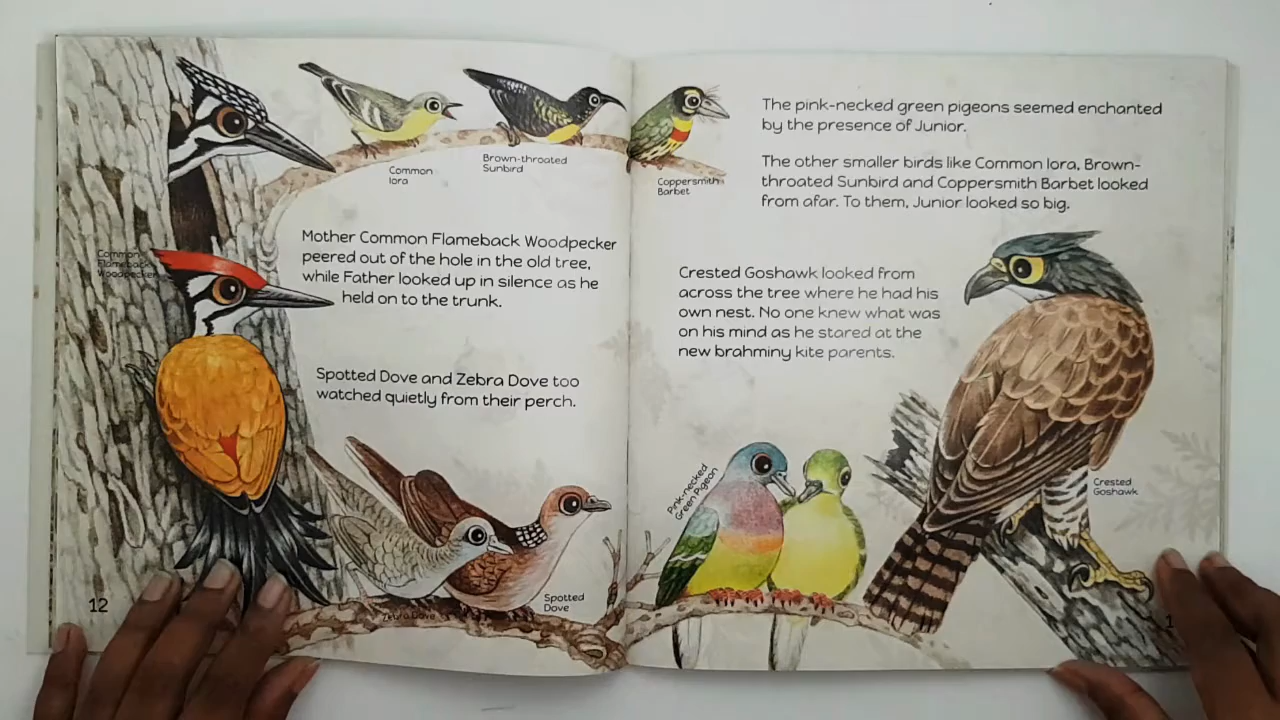 Common
Iora
Brown-throated
Sunbird
Common
Flameback
Woodpecker
Mother Common Flameback Woodpecker
peered out of the hole in the old tree,
while Father looked up in silence as he
held on to the trunk.
Spotted Dove and Zebra Dove too
watched quietly from their perch.
Zebra Dove
Spotted
Dove
12
Coppersmith
Barbet
The pink-necked green pigeons seemed enchanted
by the presence of Junior.
The other smaller birds like Common Iora, Brown-
throated Sunbird and Coppersmith Barbet looked
from afar. To them, Junior looked so big.
Crested Goshawk looked from
across the tree where he had his
own nest. No one knew what was
on his mind as he stared at the
new brahminy kite parents.
Pink-necked
Green Pigeon
Crested
Goshawk